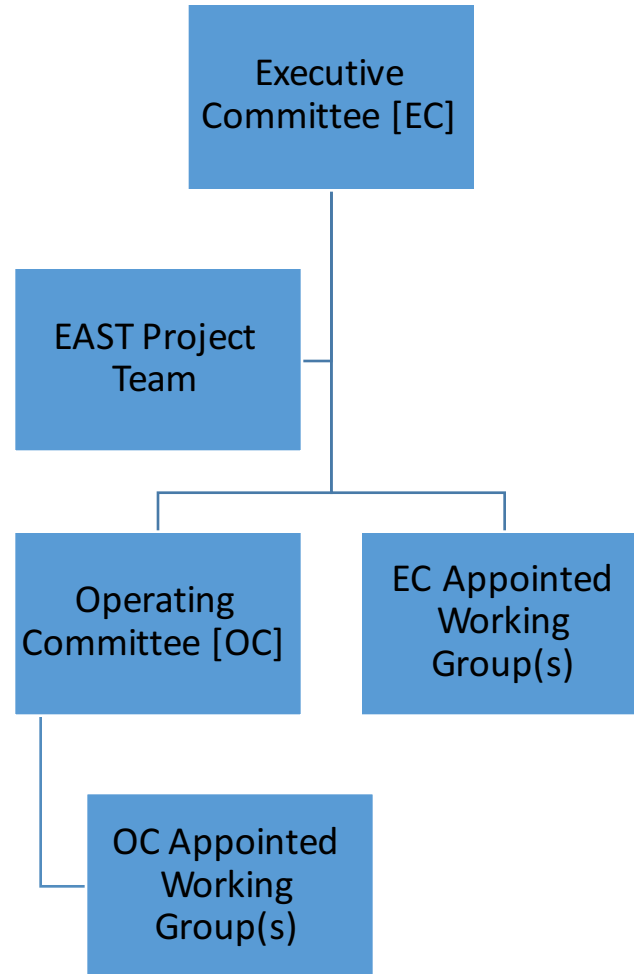 Executive
Committee [EC]
EAST Project
Team
Operating
Committee [OC]
EC Appointed
Working
Group(s)
OC Appointed
Working
Group(s)